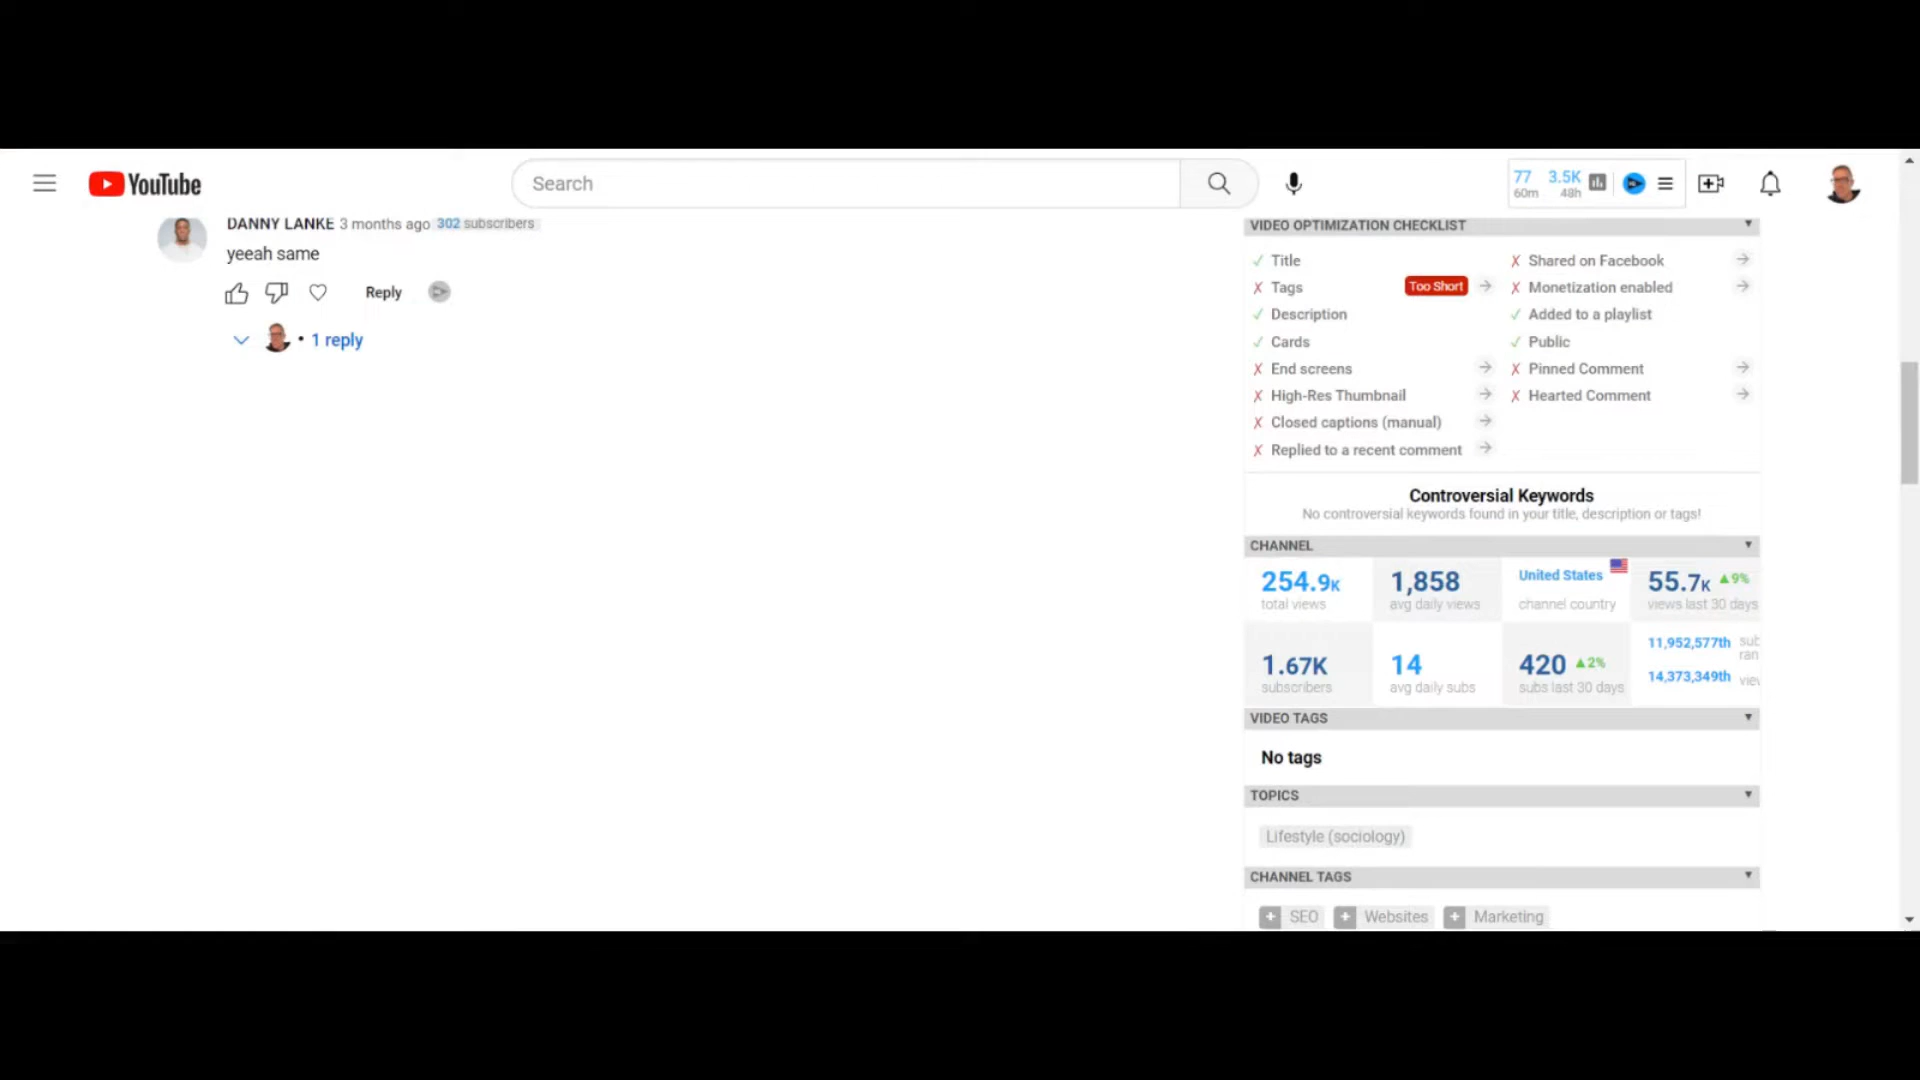 YouTube
Search
77
60m
3.5K
48h
DANNY LANKE 3 months ago 302 subscribers
yeeah same
Reply
• 1 reply
VIDEO OPTIMIZATION CHECKLIST
Title
Tags Too Short
Description
Cards
End screens
High-Res Thumbnail
Closed captions (manual)
Replied to a recent comment
Shared on Facebook
Monetization enabled
Added to a playlist
Public
Pinned Comment
Hearted Comment
Controversial Keywords
No controversial keywords found in your title, description or tags!
CHANNEL
254.9K
total views
1,858
avg daily views
United States
channel country
55.7K ▲9%
views last 30 days
1.67K
subscribers
14
avg daily subs
420 ▲2%
subs last 30 days
11,952,577th sub
ran
14,373,349th
VIDEO TAGS
No tags
TOPICS
Lifestyle (sociology)
CHANNEL TAGS
+ SEO + Websites + Marketing